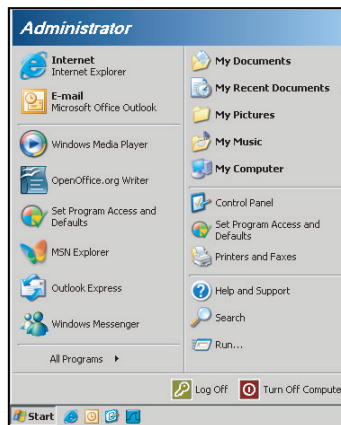 Administrator
Internet
Internet Explorer
E-mail
Microsoft Office Outlook
Windows Media Player
OpenOffice.org Writer
Set Program Access and
Defaults
MSN Explorer
Outlook Express
Windows Messenger
All Programs
My Documents
My Recent Documents
My Pictures
My Music
My Computer
Control Panel
Set Program Access and
Defaults
Printers and Faxes
Help and Support
Search
Run...
Log Off
Turn Off Compute
Start